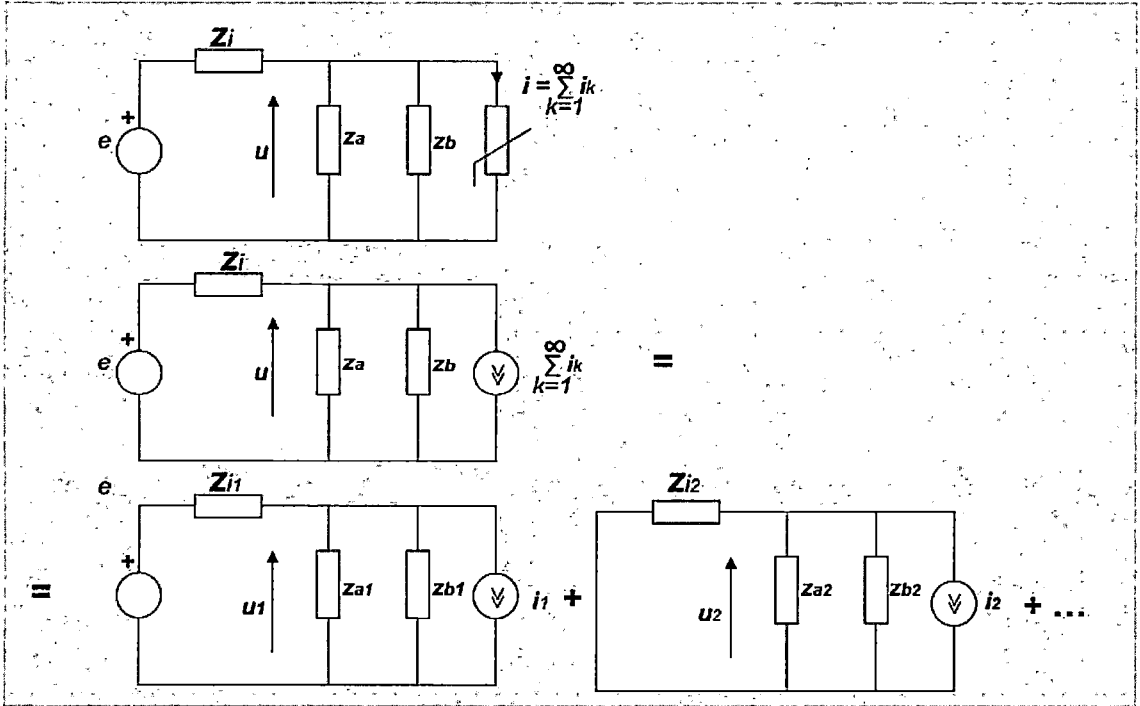 Zi
+
e
u
za
zb
i = ∞∑k=1 ik
Zi
+
e
u
za
zb
∞∑k=1 ik
=
e
=
+
Zi1
u1
za1
zb1
i1 +
Zi2
u2
za2
zb2
i2 + ...